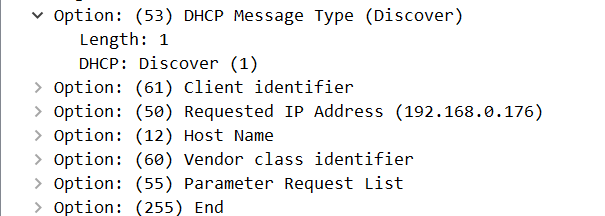 Option: (53) DHCP Message Type (Discover)
Length: 1
DHCP: Discover (1)
Option: (61) Client identifier
Option: (50) Requested IP Address (192.168.0.176)
Option: (12) Host Name
Option: (60) Vendor class identifier
Option: (55) Parameter Request List
Option: (255) End